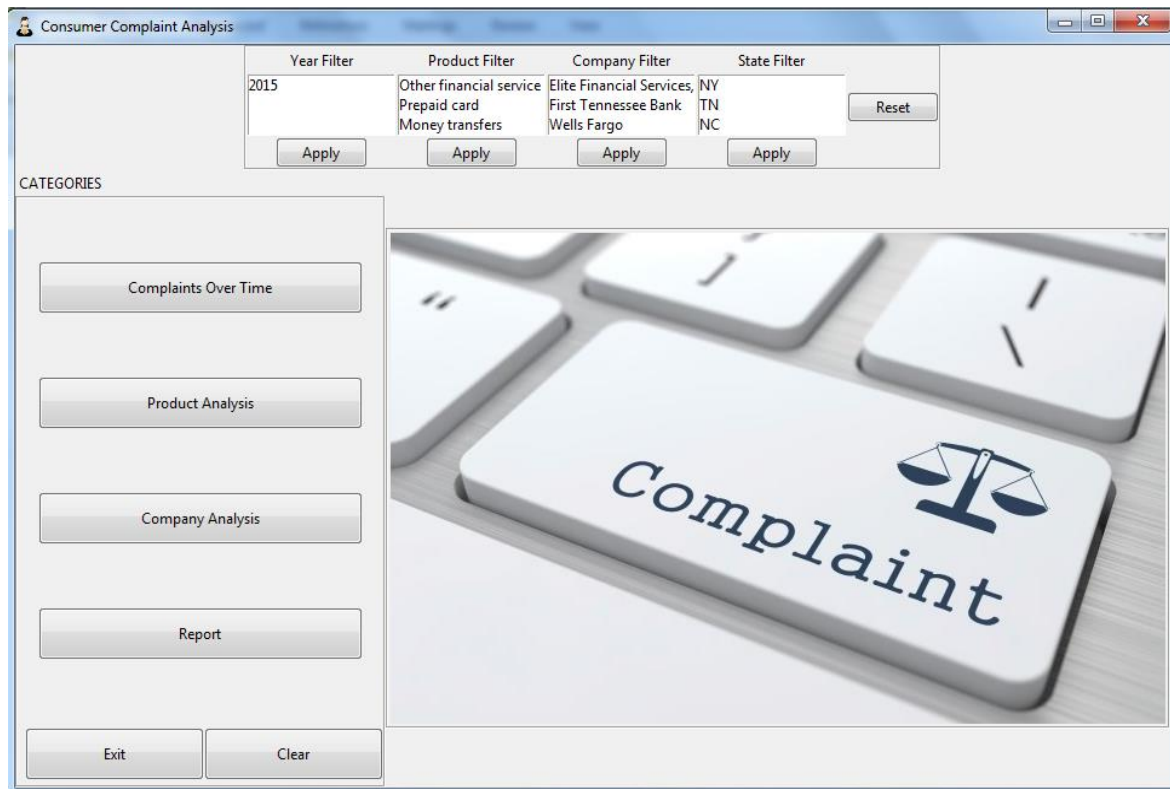 Consumer Complaint Analysis
Year Filter Product Filter Company Filter State Filter
2015 Other financial service Elite Financial Services, NY
Prepaid card First Tennessee Bank TN
Money transfers Wells Fargo NC
Reset
Apply Apply Apply Apply
CATEGORIES
Complaints Over Time
Product Analysis
Company Analysis
Report
Exit Clear
" ] | \
Complaint